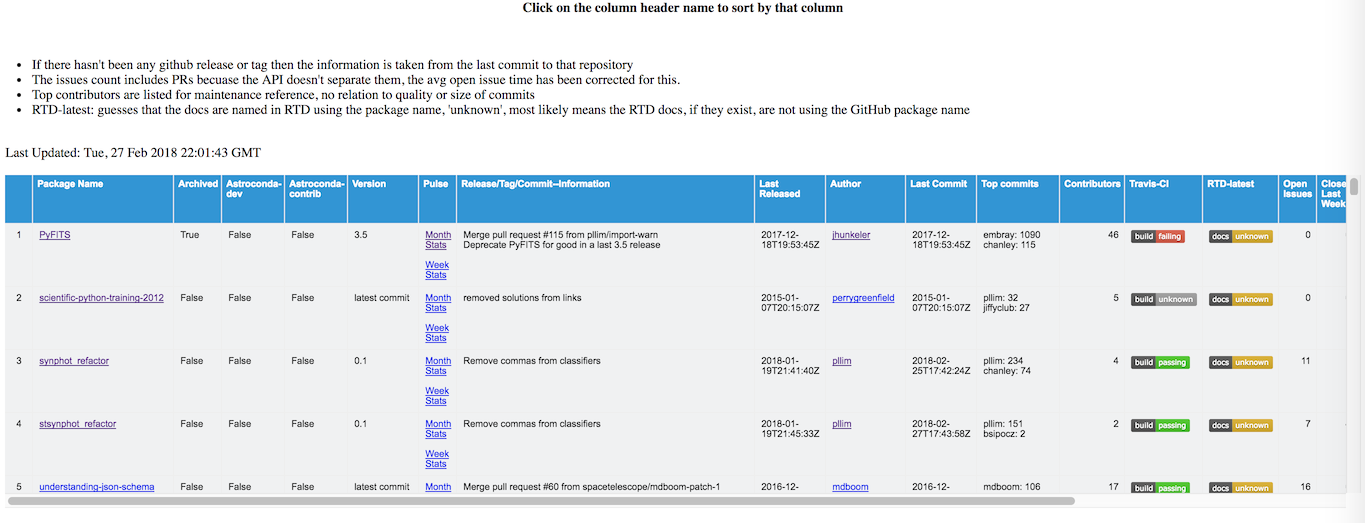 Click on the column header name to sort by that column
• If there hasn't been any github release or tag then the information is taken from the last commit to that repository
• The issues count includes PRs becuase the API doesn't separate them, the avg open issue time has been corrected for this.
• Top contributors are listed for maintenance reference, no relation to quality or size of commits
• RTD-latest: guesses that the docs are named in RTD using the package name, 'unknown', most likely means the RTD docs, if they exist, are not using the GitHub package name
Last Updated: Tue, 27 Feb 2018 22:01:43 GMT
Package Name Archived Astroconda- Astroconda- Version Pulse Release/Tag/Commit--Information Last Author Last Commit Top commits Contributors Travis-CI RTD-latest Open Close
dev contrib Released Issues Last
Week
1 PyFITS True False False 3.5 Month Merge pull request #115 from pllim/import-warn 2017-12- jhunkeler 2017-12- embray: 1090 46 build failing docs unknown 0
Stats Deprecate PyFITS for good in a last 3.5 release 18T19:53:45Z 18T19:53:45Z chanley: 115
Week
Stats
2 scientific-python-training-2012 False False False latest commit Month removed solutions from links 2015-01- perrygreenfield 2015-01- pllim: 32 5 build unknown docs unknown 0
Stats 07T20:15:07Z 07T20:15:07Z jiffyclub: 27
Week
Stats
3 synphot_refactor False False False 0.1 Month Remove commas from classifiers 2018-01- pllim 2018-02- pllim: 234 4 build passing docs unknown 11
Stats 19T21:41:40Z 25T17:42:24Z chanley: 74
Week
Stats
4 stsynphot_refactor False False False 0.1 Month Remove commas from classifiers 2018-01- pllim 2018-02- pllim: 151 2 build passing docs unknown 7
Stats 19T21:45:33Z 27T17:43:58Z bsipocz: 2
Week
Stats
5 understanding-json-schema False False False latest commit Month Merge pull request #60 from spacetelescope/mdboom-patch-1 2016-12- mdboom 2016-12- mdboom: 106 17 build passing docs unknown 16